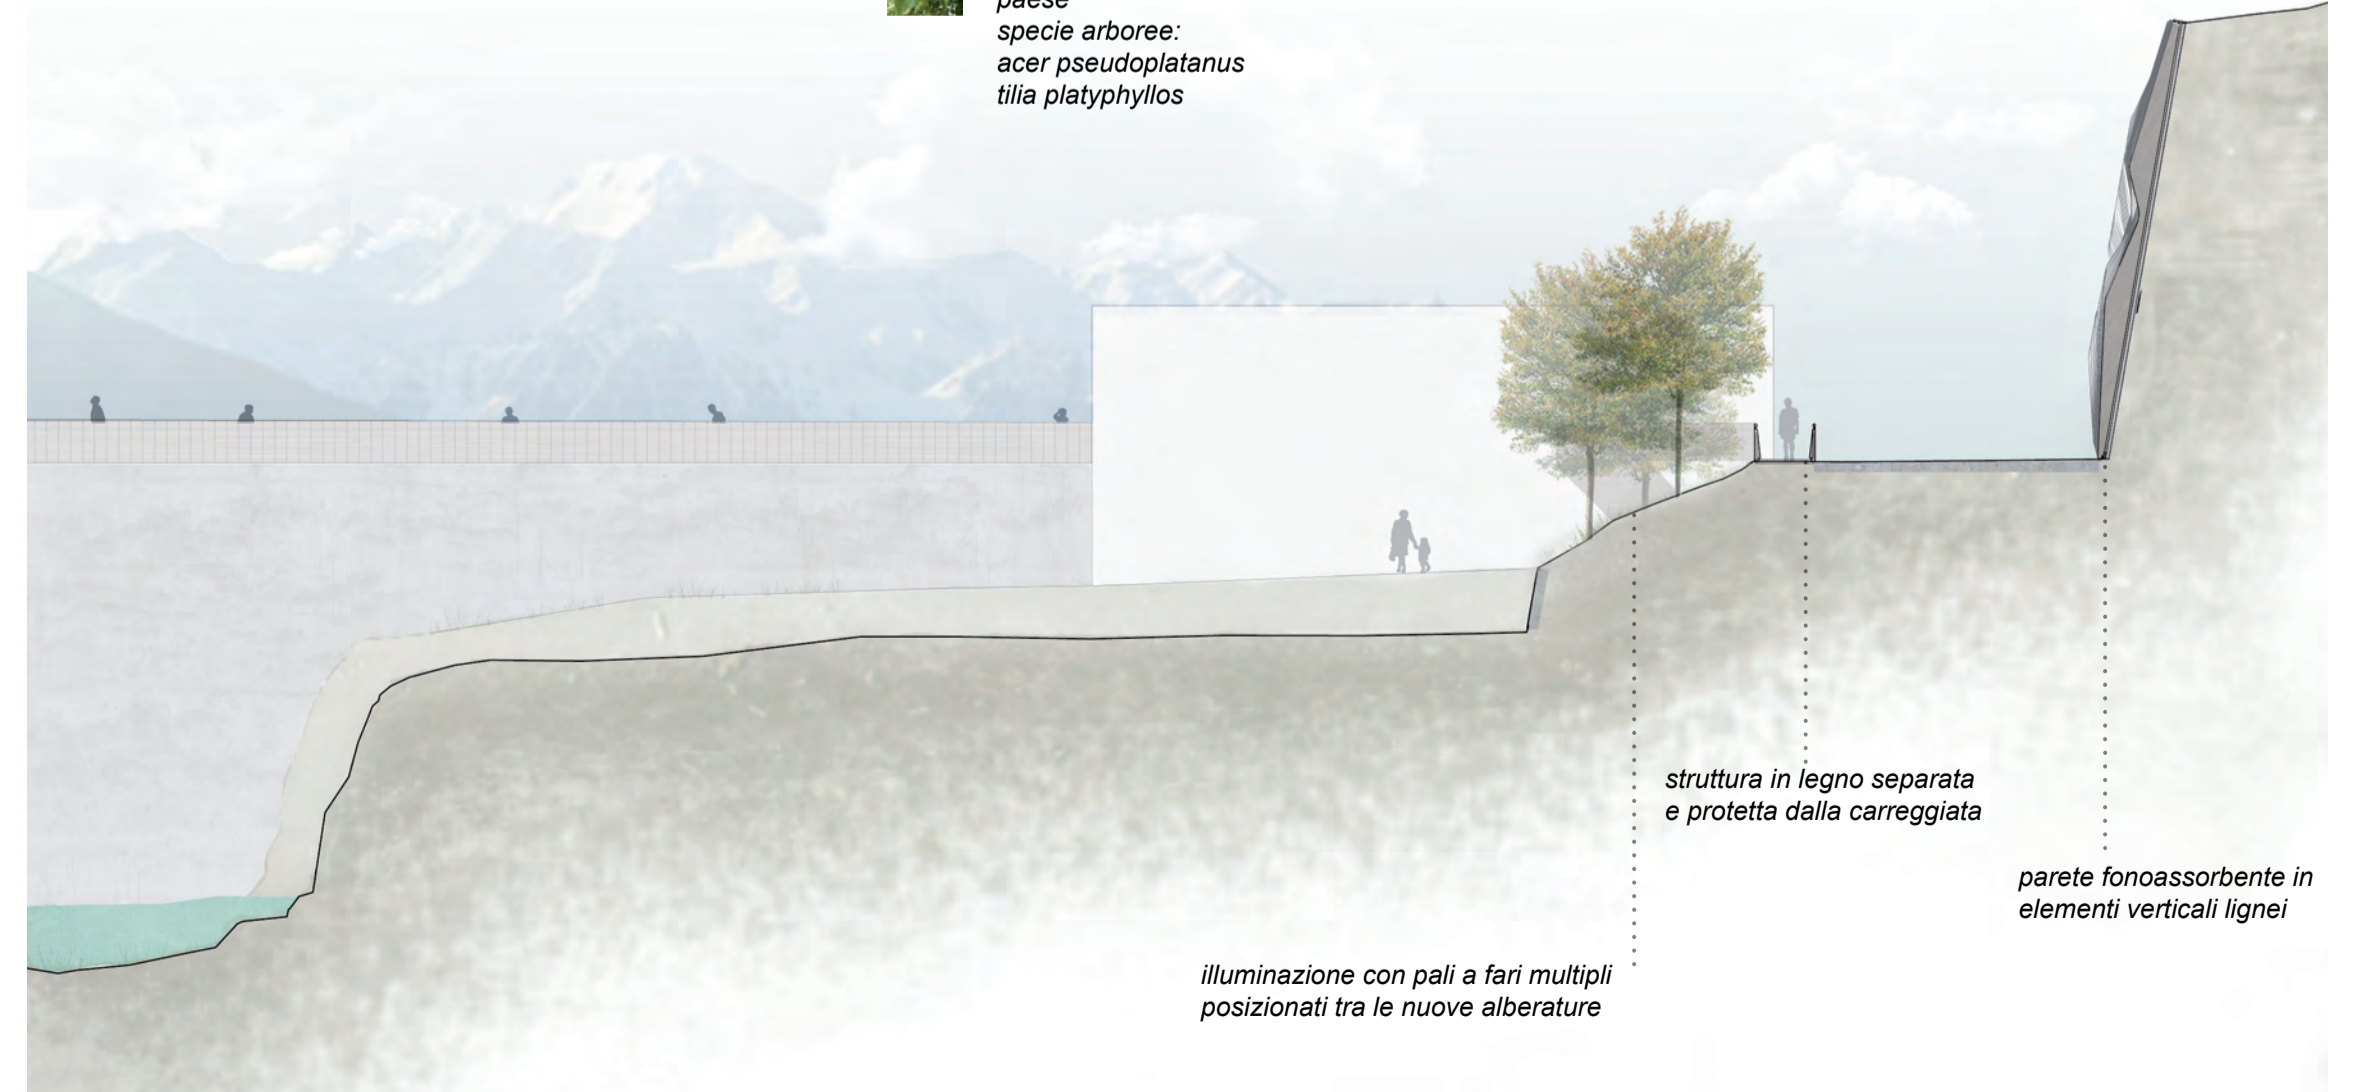 paese
specie arboree:
acer pseudoplatanus
tilia platyphyllos
struttura in legno separata
e protetta dalla carreggiata
parete fonoassorbente in
elementi verticali lignei
illuminazione con pali a fari multipli
posizionati tra le nuove alberature